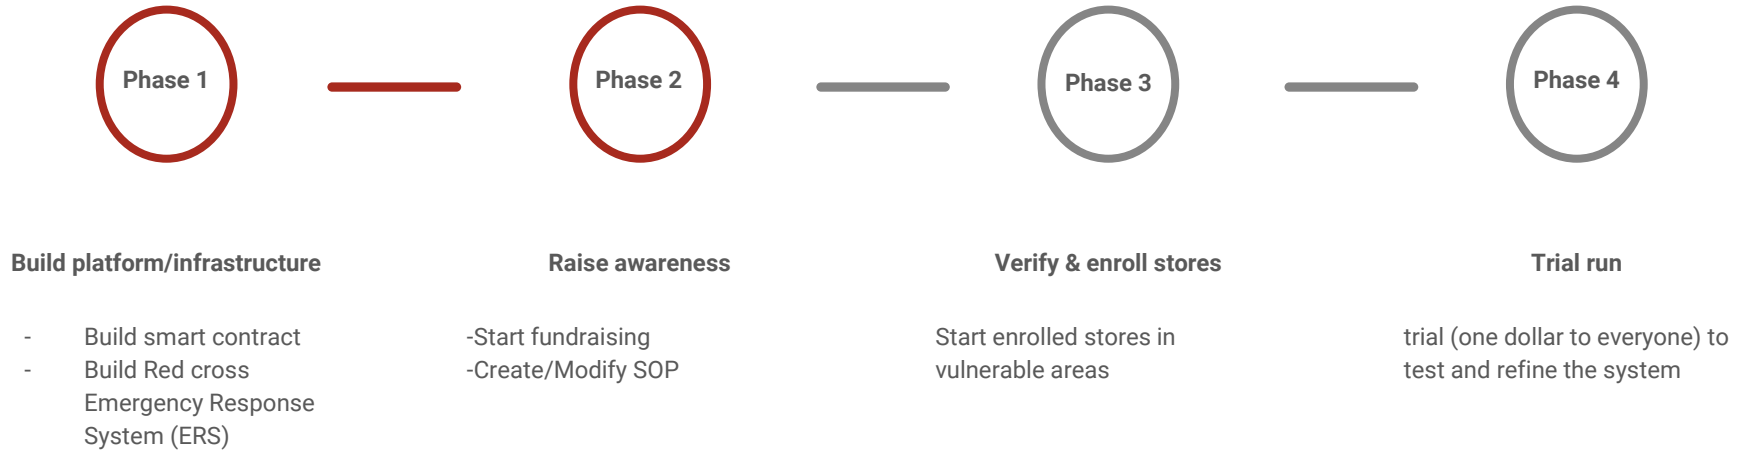 Phase 1
Phase 2
Phase 3
Phase 4
Build platform/infrastructure
- Build smart contract
- Build Red cross
Emergency Response
System (ERS)
Raise awareness
-Start fundraising
-Create/Modify SOP
Verify & enroll stores
Start enrolled stores in
vulnerable areas
Trial run
trial (one dollar to everyone) to
test and refine the system